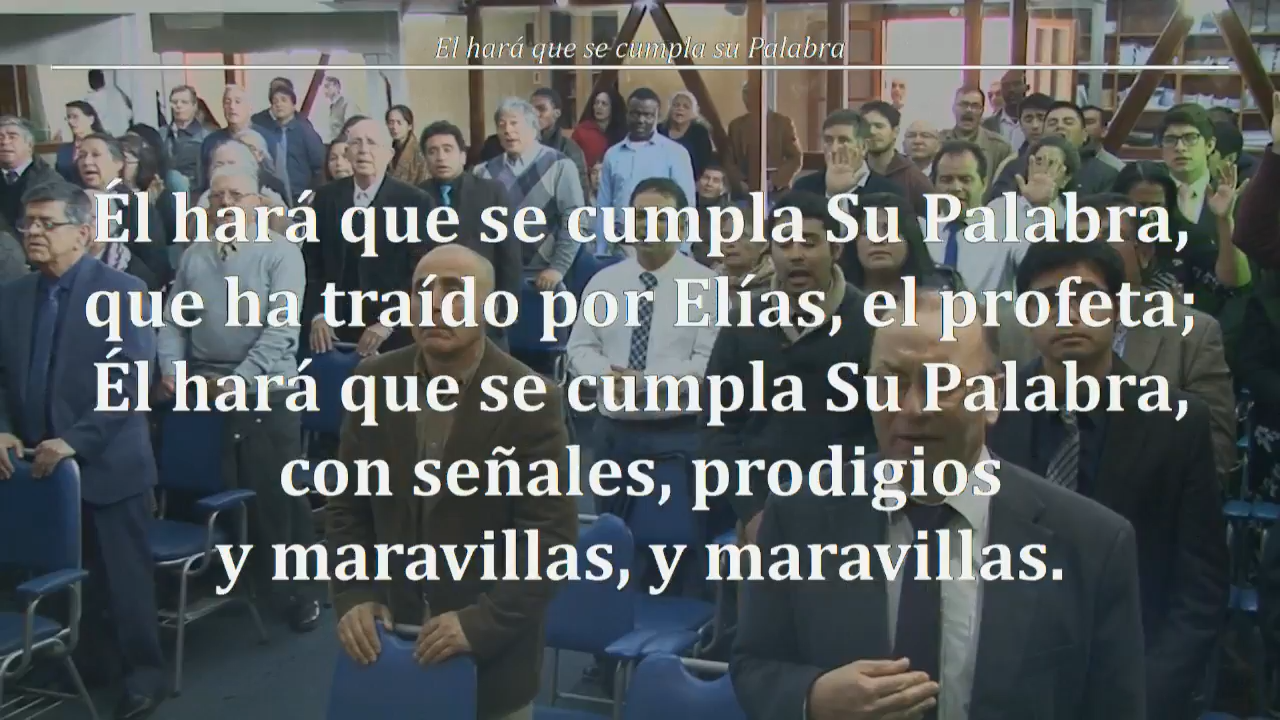 El hará que se cumpla su Palabra
Él hará que se cumpla Su Palabra,
que ha traído por Elías, el profeta;
Él hará que se cumpla Su Palabra,
con señales, prodigios
y maravillas, y maravillas.